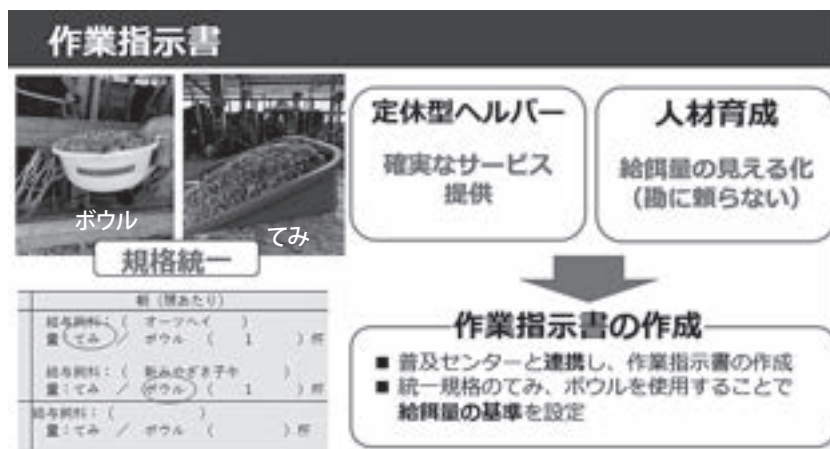 作業指示書
ボウル
てみ
規格統一
定休型ヘルパー
確実なサービス
提供
人材育成
給餌量の見える化
(勘に頼らない)
朝(1頭あたり)
給与飼料:( オーツヘイ )
量:てみ / ボウル ( 1 )杯
給与飼料:( )
量:てみ / ボウル ( 1 )杯
給与飼料:( )
量:てみ / ボウル ( )杯
作業指示書の作成
■ 普及センターと連携し、作業指示書の作成
■ 統一規格のてみ、ボウルを使用することで
給餌量の基準を設定